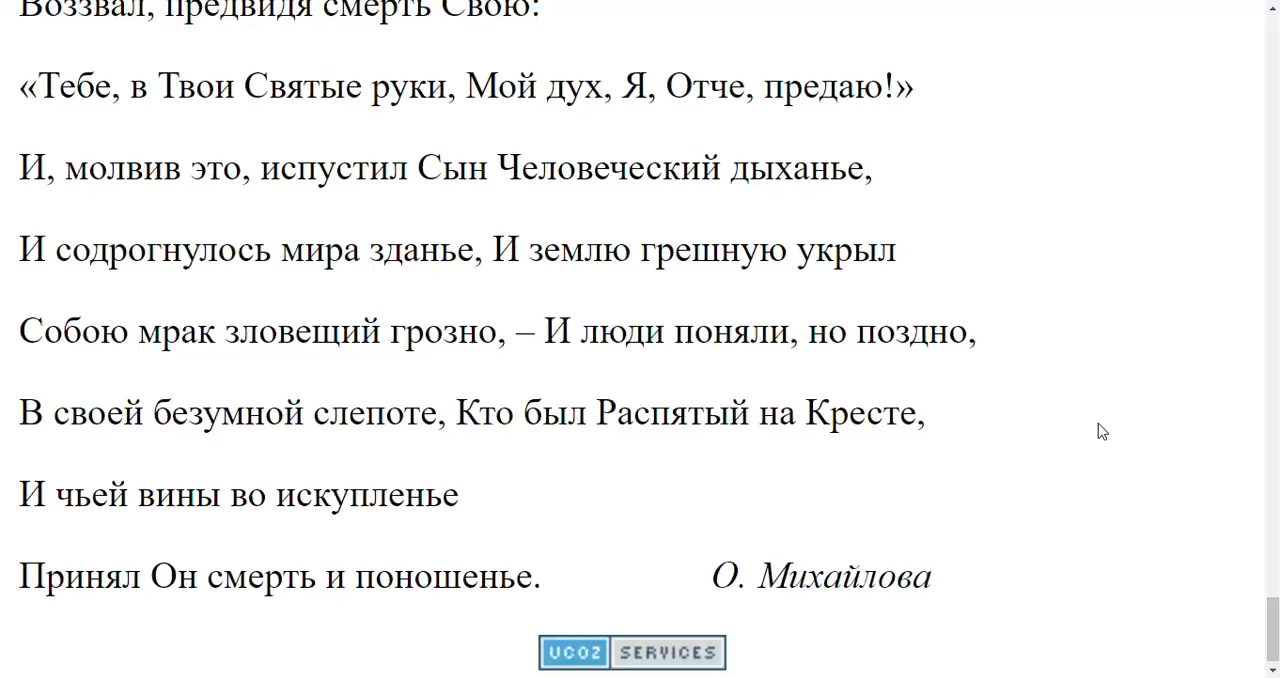 Воззвал, предвидя смерть Свою:
«Тебе, в Твои Святые руки, Мой дух, Я, Отче, предаю!»
И, молвив это, испустил Сын Человеческий дыханье,
И содрогнулось мира зданье, И землю грешную укрыл
Собою мрак зловещий грозно, – И люди поняли, но поздно,
В своей безумной слепоте, Кто был Распятый на Кресте,
И чьей вины во искупленье
Принял Он смерть и поношенье. О. Михайлова
UCOZ SERVICES